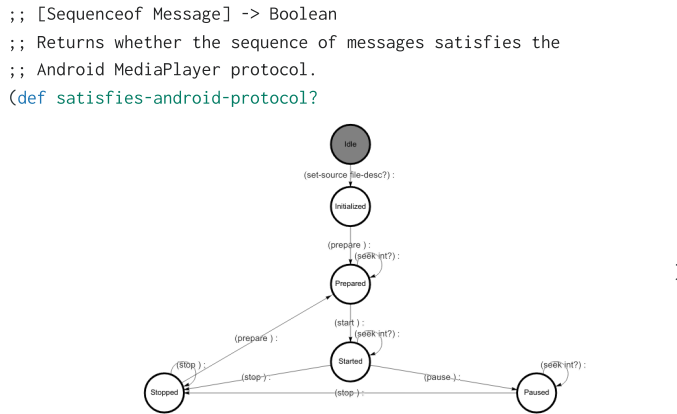 ;; [Sequenceof Message] -> Boolean
;; Returns whether the sequence of messages satisfies the
;; Android MediaPlayer protocol.
(def satisfies-android-protocol?
Idle
(set-source file-desc?) :
Initialized
(prepare ) :
(seek int?) :
Prepared
(start ) :
(seek int?) :
(prepare ) :
Started
(stop ) :
(seek int?) :
(stop ) :
(pause ) :
Stopped
(stop ) :
Paused